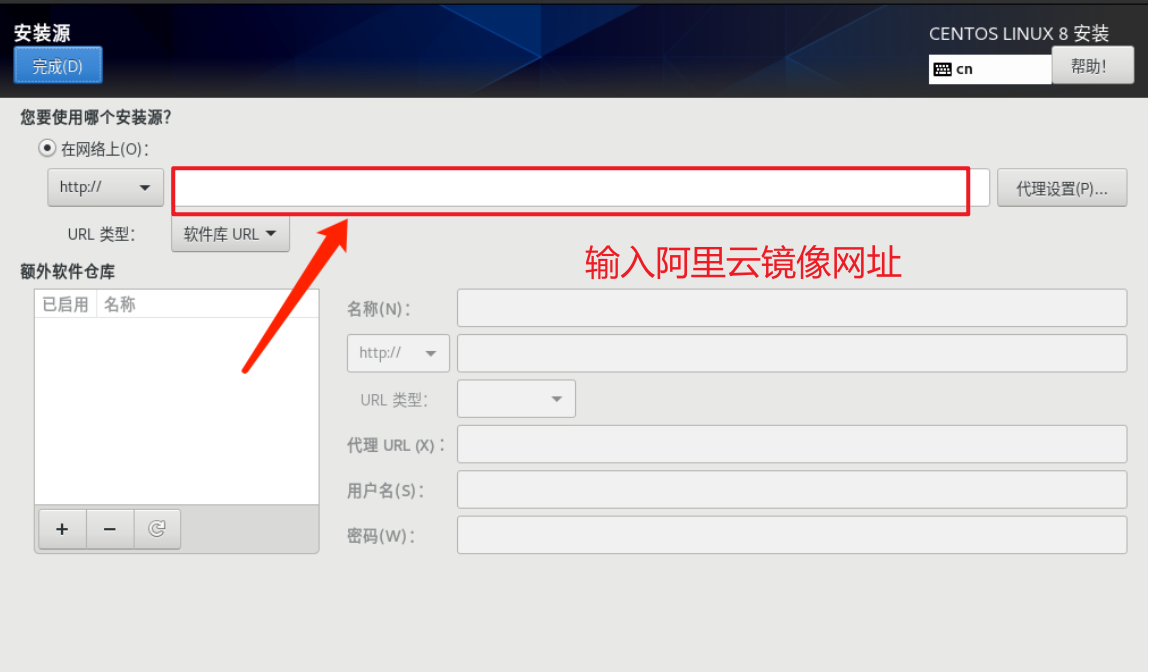 安装源
CENTOS LINUX 8 安装
完成(D)
cn
帮助!
您要使用哪个安装源?
在网络上(O):
http://
代理设置(P)...
URL 类型:
软件库 URL
输入阿里云镜像网址
额外软件仓库
已启用 名称
名称(N):
http://
URL 类型:
代理 URL (X):
用户名(S):
密码(W):